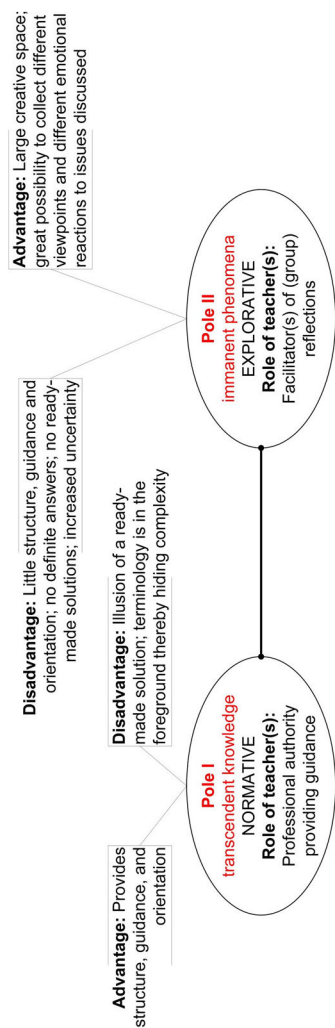 Advantage: Provides
structure, guidance, and
orientation
Disadvantage: Illusion of a ready-
made solution; terminology is in the
foreground thereby hiding complexity
Pole I
transcendent knowledge
NORMATIVE
Role of teacher(s):
Professional authority
providing guidance
Disadvantage: Little structure, guidance and
orientation; no definite answers; no ready-
made solutions; increased uncertainty
Advantage: Large creative space;
great possibility to collect different
viewpoints and different emotional
reactions to issues discussed
Pole II
immanent phenomena
EXPLORATIVE
Role of teacher(s):
Facilitator(s) of (group)
reflections